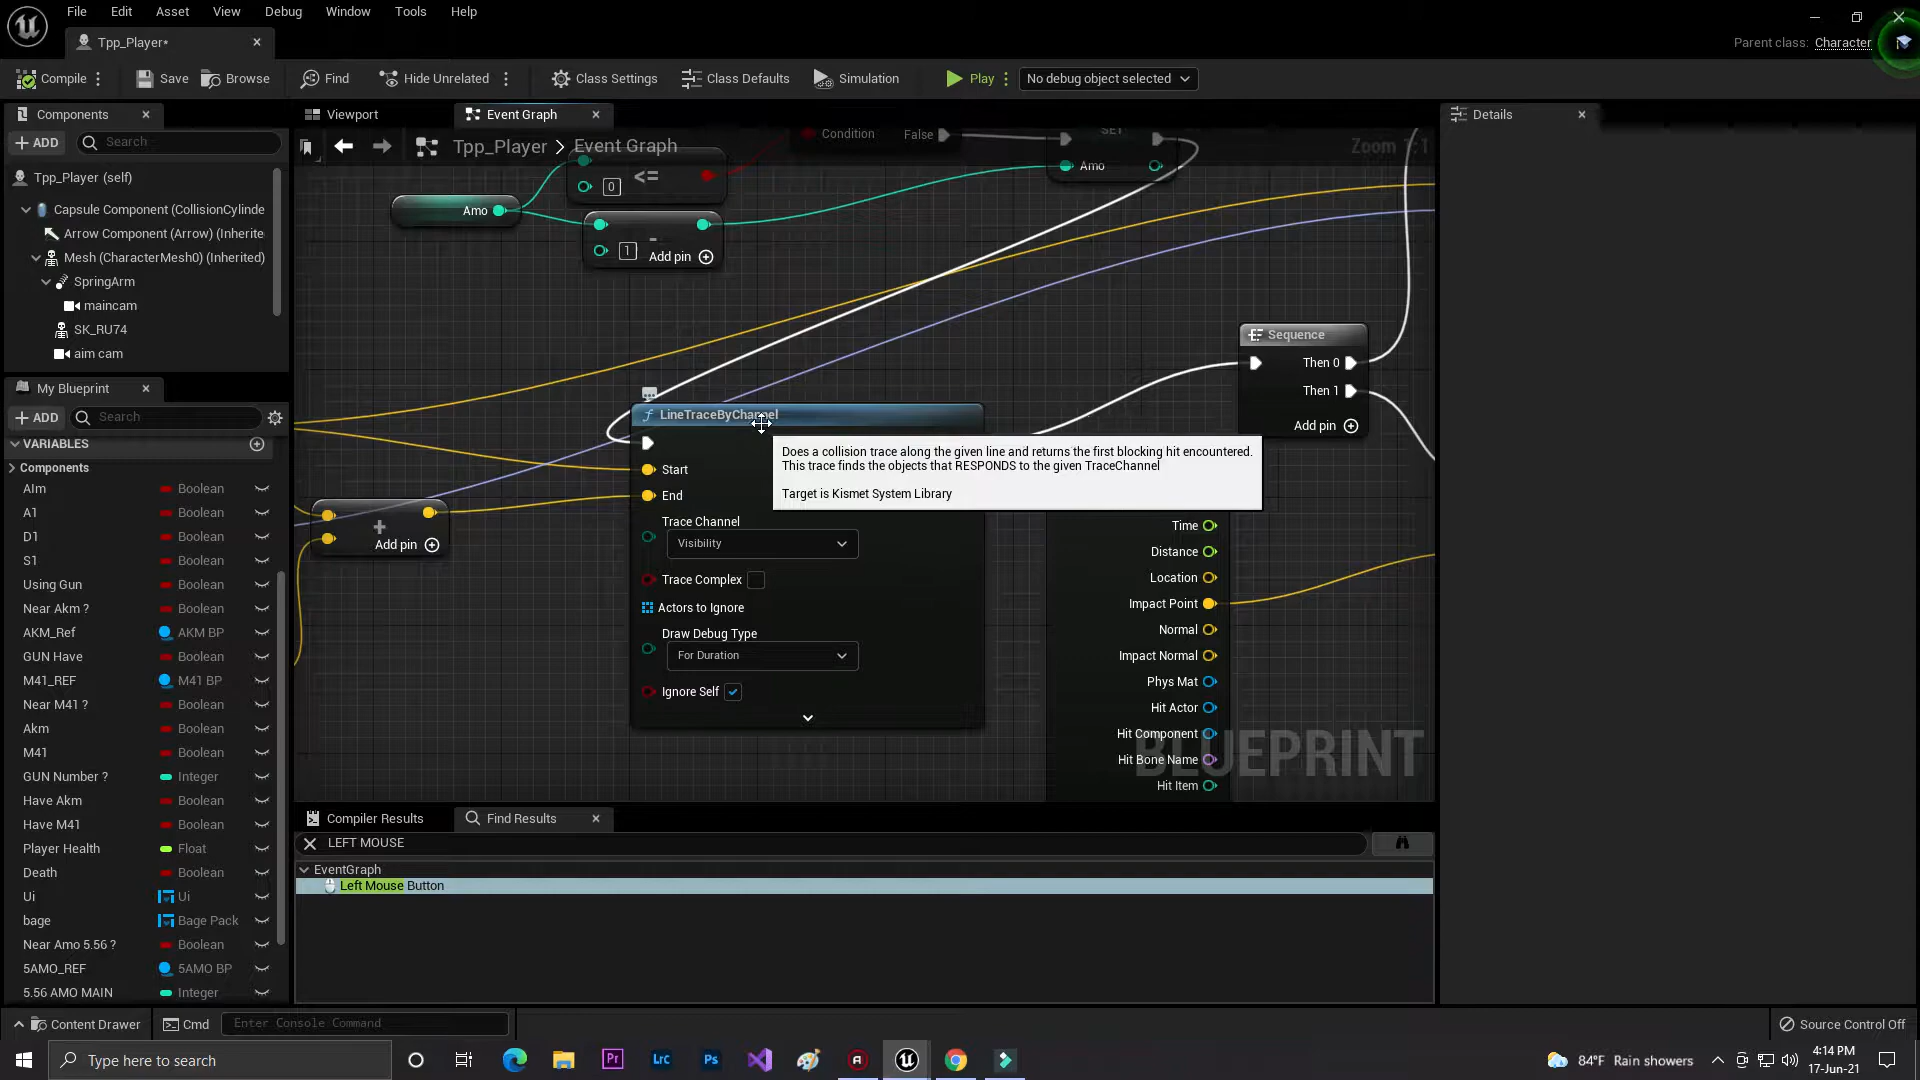 File Edit Asset View Debug Window Tools Help
Tpp_Player*
Parent class: Character
Compile Save Browse Find Hide Unrelated Class Settings Class Defaults Simulation Play No debug object selected
Components
ADD Search
Tpp_Player (self)
Capsule Component (CollisionCylinde
Arrow Component (Arrow) (Inherite
Mesh (CharacterMesh0) (Inherited)
SpringArm
maincam
SK_RU74
aim cam
My Blueprint
ADD Search
VARIABLES
Components
AIm Boolean
A1 Boolean
D1 Boolean
S1 Boolean
Using Gun Boolean
Near Akm ? Boolean
AKM_Ref AKM BP
GUN Have Boolean
M41_REF M41 BP
Near M41 ? Boolean
Akm Boolean
M41 Boolean
GUN Number ? Integer
Have Akm Boolean
Have M41 Boolean
Player Health Float
Death Boolean
Ui Ui
bage Bage Pack
Near Amo 5.56 ? Boolean
5AMO_REF 5AMO BP
5.56 AMO MAIN Integer
Viewport Event Graph
Tpp_Player > Event Graph
Zoom 1:1
Condition False
SET
Amo
0 <=
Amo
1 -
Add pin
Sequence
Then 0
Then 1
Add pin
+
Add pin
LineTraceByChannel
Start
End
Trace Channel
Visibility
Trace Complex
Actors to Ignore
Draw Debug Type
For Duration
Ignore Self
Does a collision trace along the given line and returns the first blocking hit encountered.
This trace finds the objects that RESPONDS to the given TraceChannel
Target is Kismet System Library
Time
Distance
Location
Impact Point
Normal
Impact Normal
Phys Mat
Hit Actor
Hit Component
Hit Bone Name
Hit Item
BLUEPRINT
Details
Compiler Results Find Results
LEFT MOUSE
EventGraph
Left Mouse Button
Content Drawer Cmd Enter Console Command
Source Control Off
Type here to search
Pr Lrc Ps
84°F Rain showers
4:14 PM
17-Jun-21